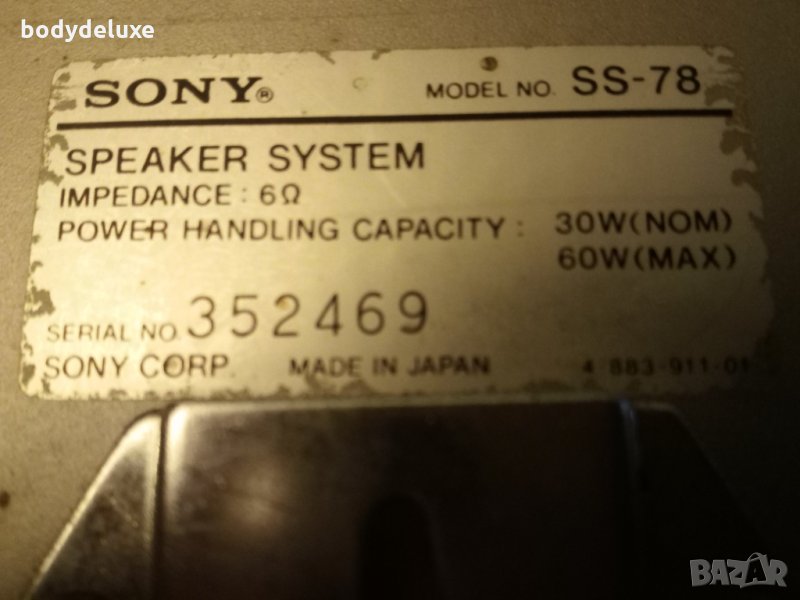 bodydeluxe
SONY® MODEL NO. SS-78
SPEAKER SYSTEM
IMPEDANCE : 6Ω
POWER HANDLING CAPACITY : 30W(NOM)
60W(MAX)
SERIAL NO. 352469
SONY CORP. MADE IN JAPAN 4-883-911-01
BAZAR